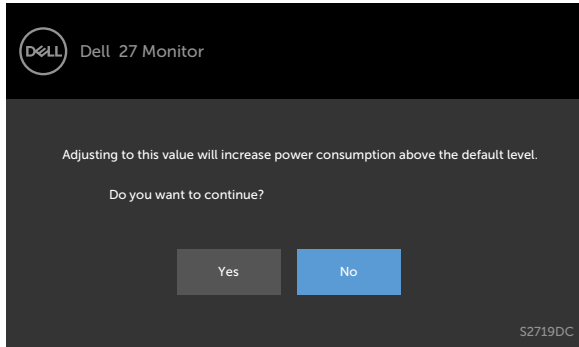 DELL
Dell 27 Monitor
Adjusting to this value will increase power consumption above the default level.
Do you want to continue?
Yes
No
S2719DC